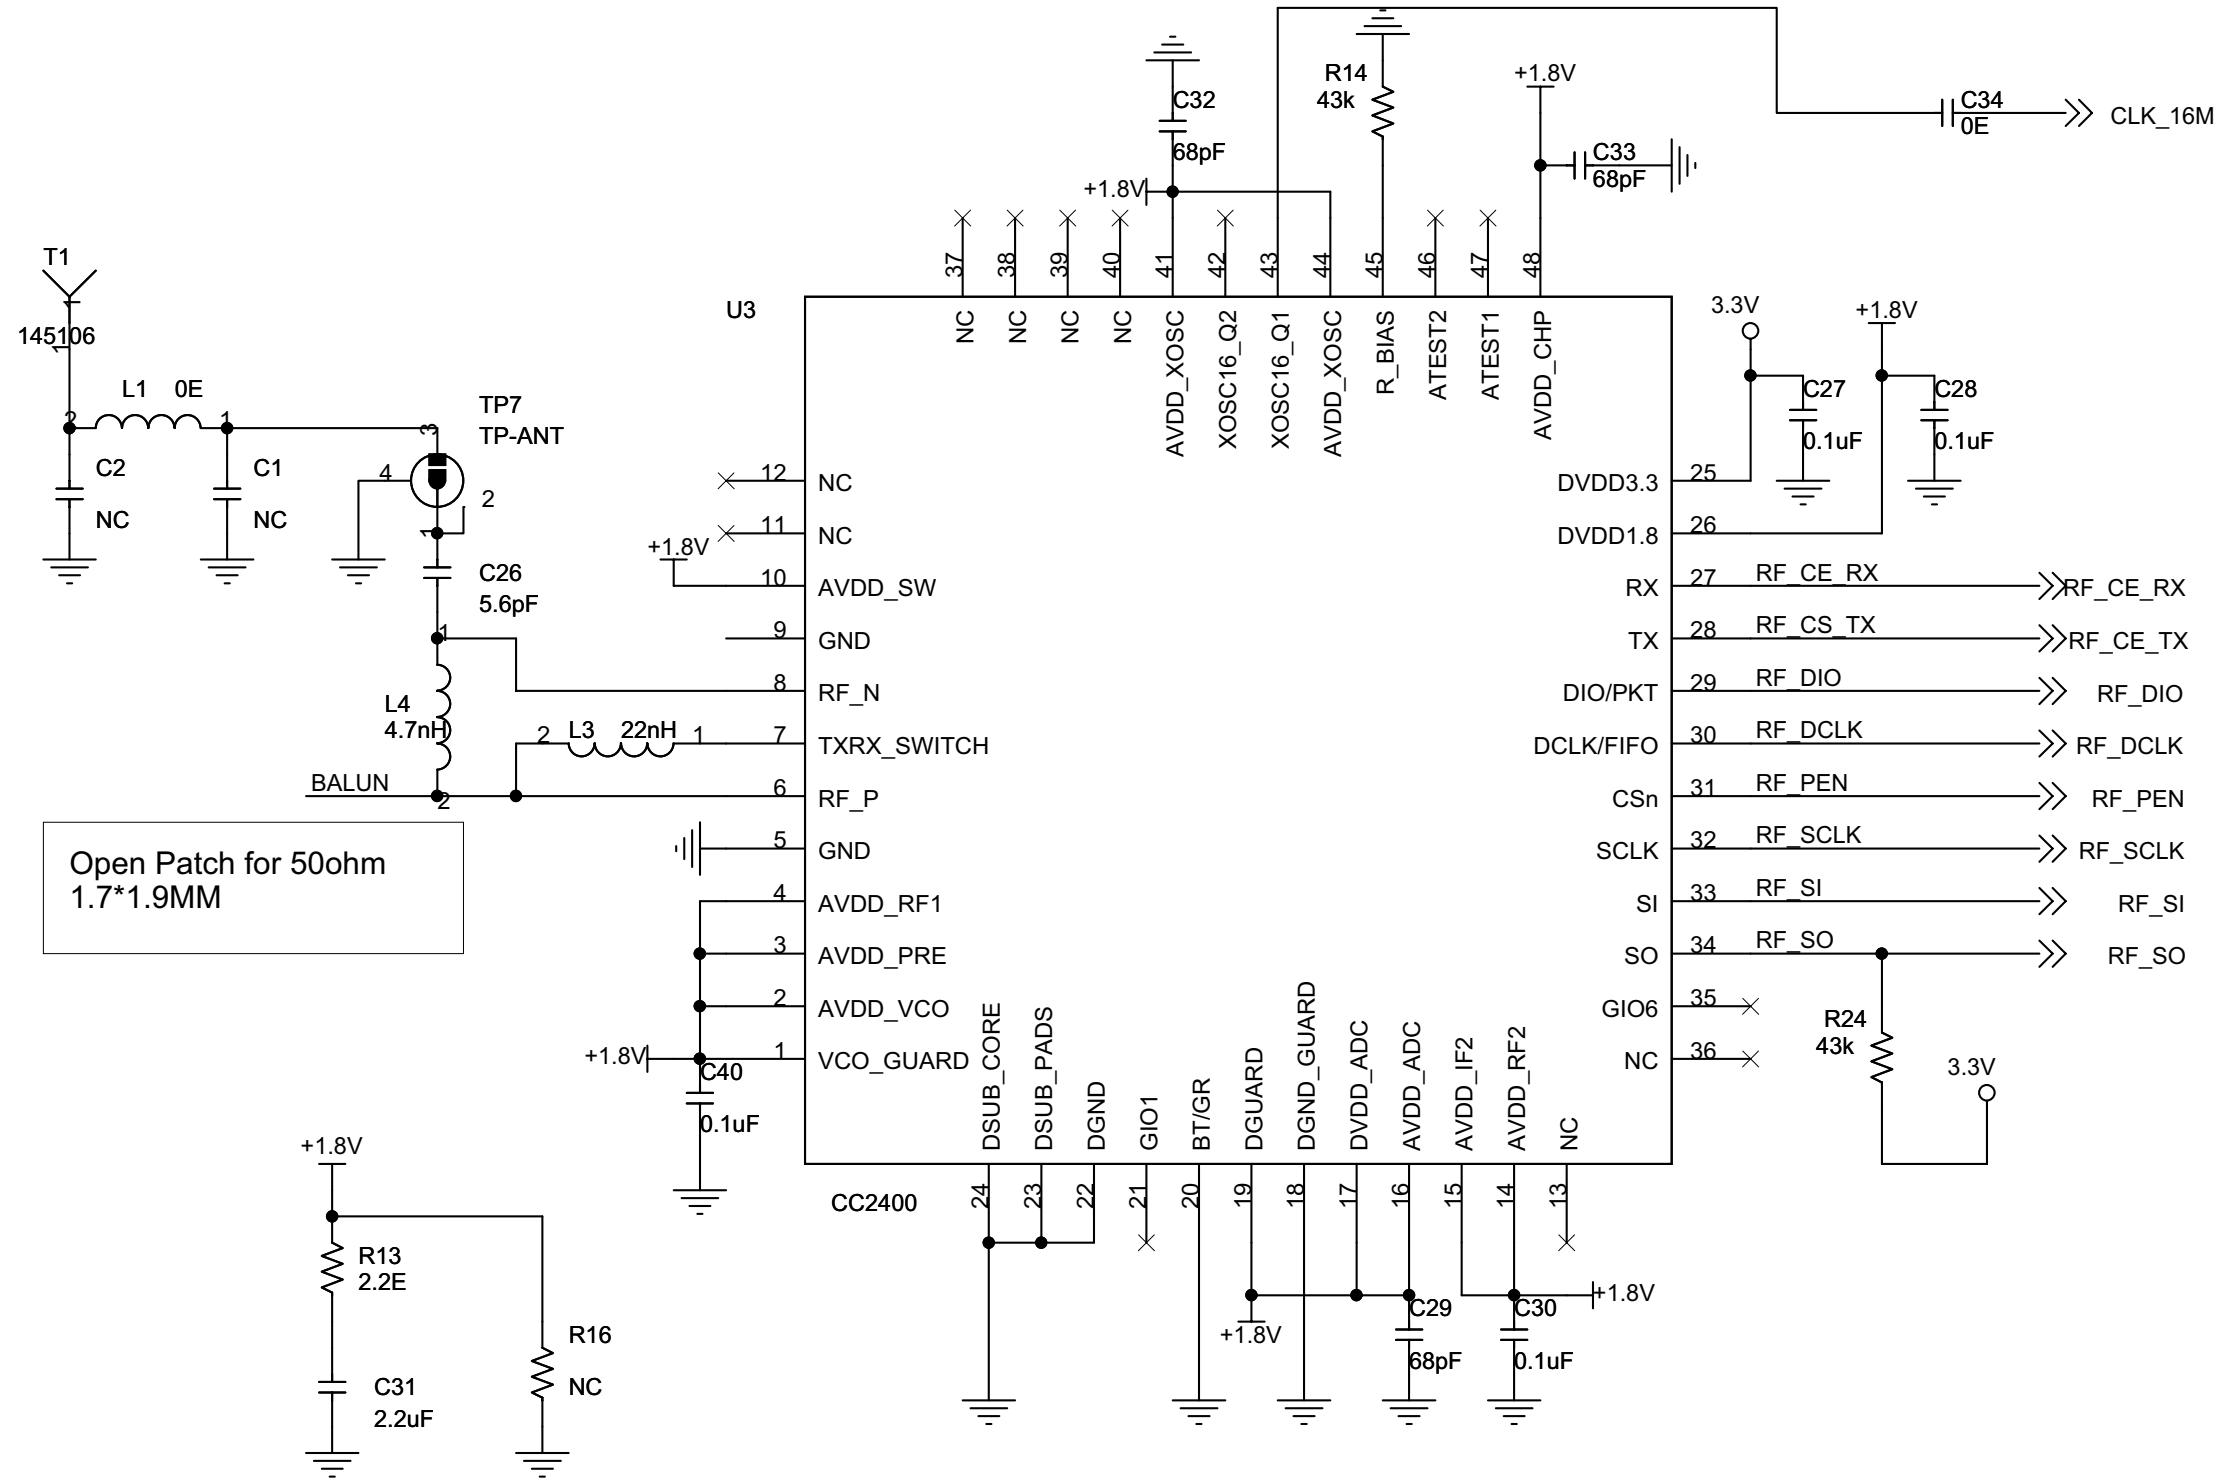 R14
43k
+1.8V
C32
68pF
C34
0E
CLK_16M
C33
68pF
+1.8V
37
38
39
40
41
42
43
44
45
46
47
48
T1
1
145106
1
U3
NC
NC
NC
NC
AVDD_XOSC
XOSC16_Q2
XOSC16_Q1
AVDD_XOSC
R_BIAS
ATEST2
ATEST1
AVDD_CHP
3.3V
+1.8V
C27
0.1uF
C28
0.1uF
L1 0E
2
1
TP7
TP-ANT
3
4
2
1
C2
NC
C1
NC
C26
5.6pF
1
L4
4.7nH
2
L3 22nH
2
1
BALUN
+1.8V
12 NC
11 NC
10 AVDD_SW
9 GND
8 RF_N
7 TXRX_SWITCH
6 RF_P
5 GND
4 AVDD_RF1
3 AVDD_PRE
2 AVDD_VCO
1 VCO_GUARD
DVDD3.3 25
DVDD1.8 26
RX 27 RF_CE_RX RF_CE_RX
TX 28 RF_CS_TX RF_CE_TX
DIO/PKT 29 RF_DIO RF_DIO
DCLK/FIFO 30 RF_DCLK RF_DCLK
CSn 31 RF_PEN RF_PEN
SCLK 32 RF_SCLK RF_SCLK
SI 33 RF_SI RF_SI
SO 34 RF_SO RF_SO
GIO6 35
NC 36
R24
43k
3.3V
Open Patch for 50ohm
1.7*1.9MM
+1.8V
C40
0.1uF
DSUB_CORE
DSUB_PADS
DGND
GIO1
BT/GR
DGUARD
DGND_GUARD
DVDD_ADC
AVDD_ADC
AVDD_IF2
AVDD_RF2
NC
CC2400
24
23
22
21
20
19
18
17
16
15
14
13
+1.8V
C29
68pF
C30
0.1uF
+1.8V
+1.8V
R13
2.2E
C31
2.2uF
R16
NC